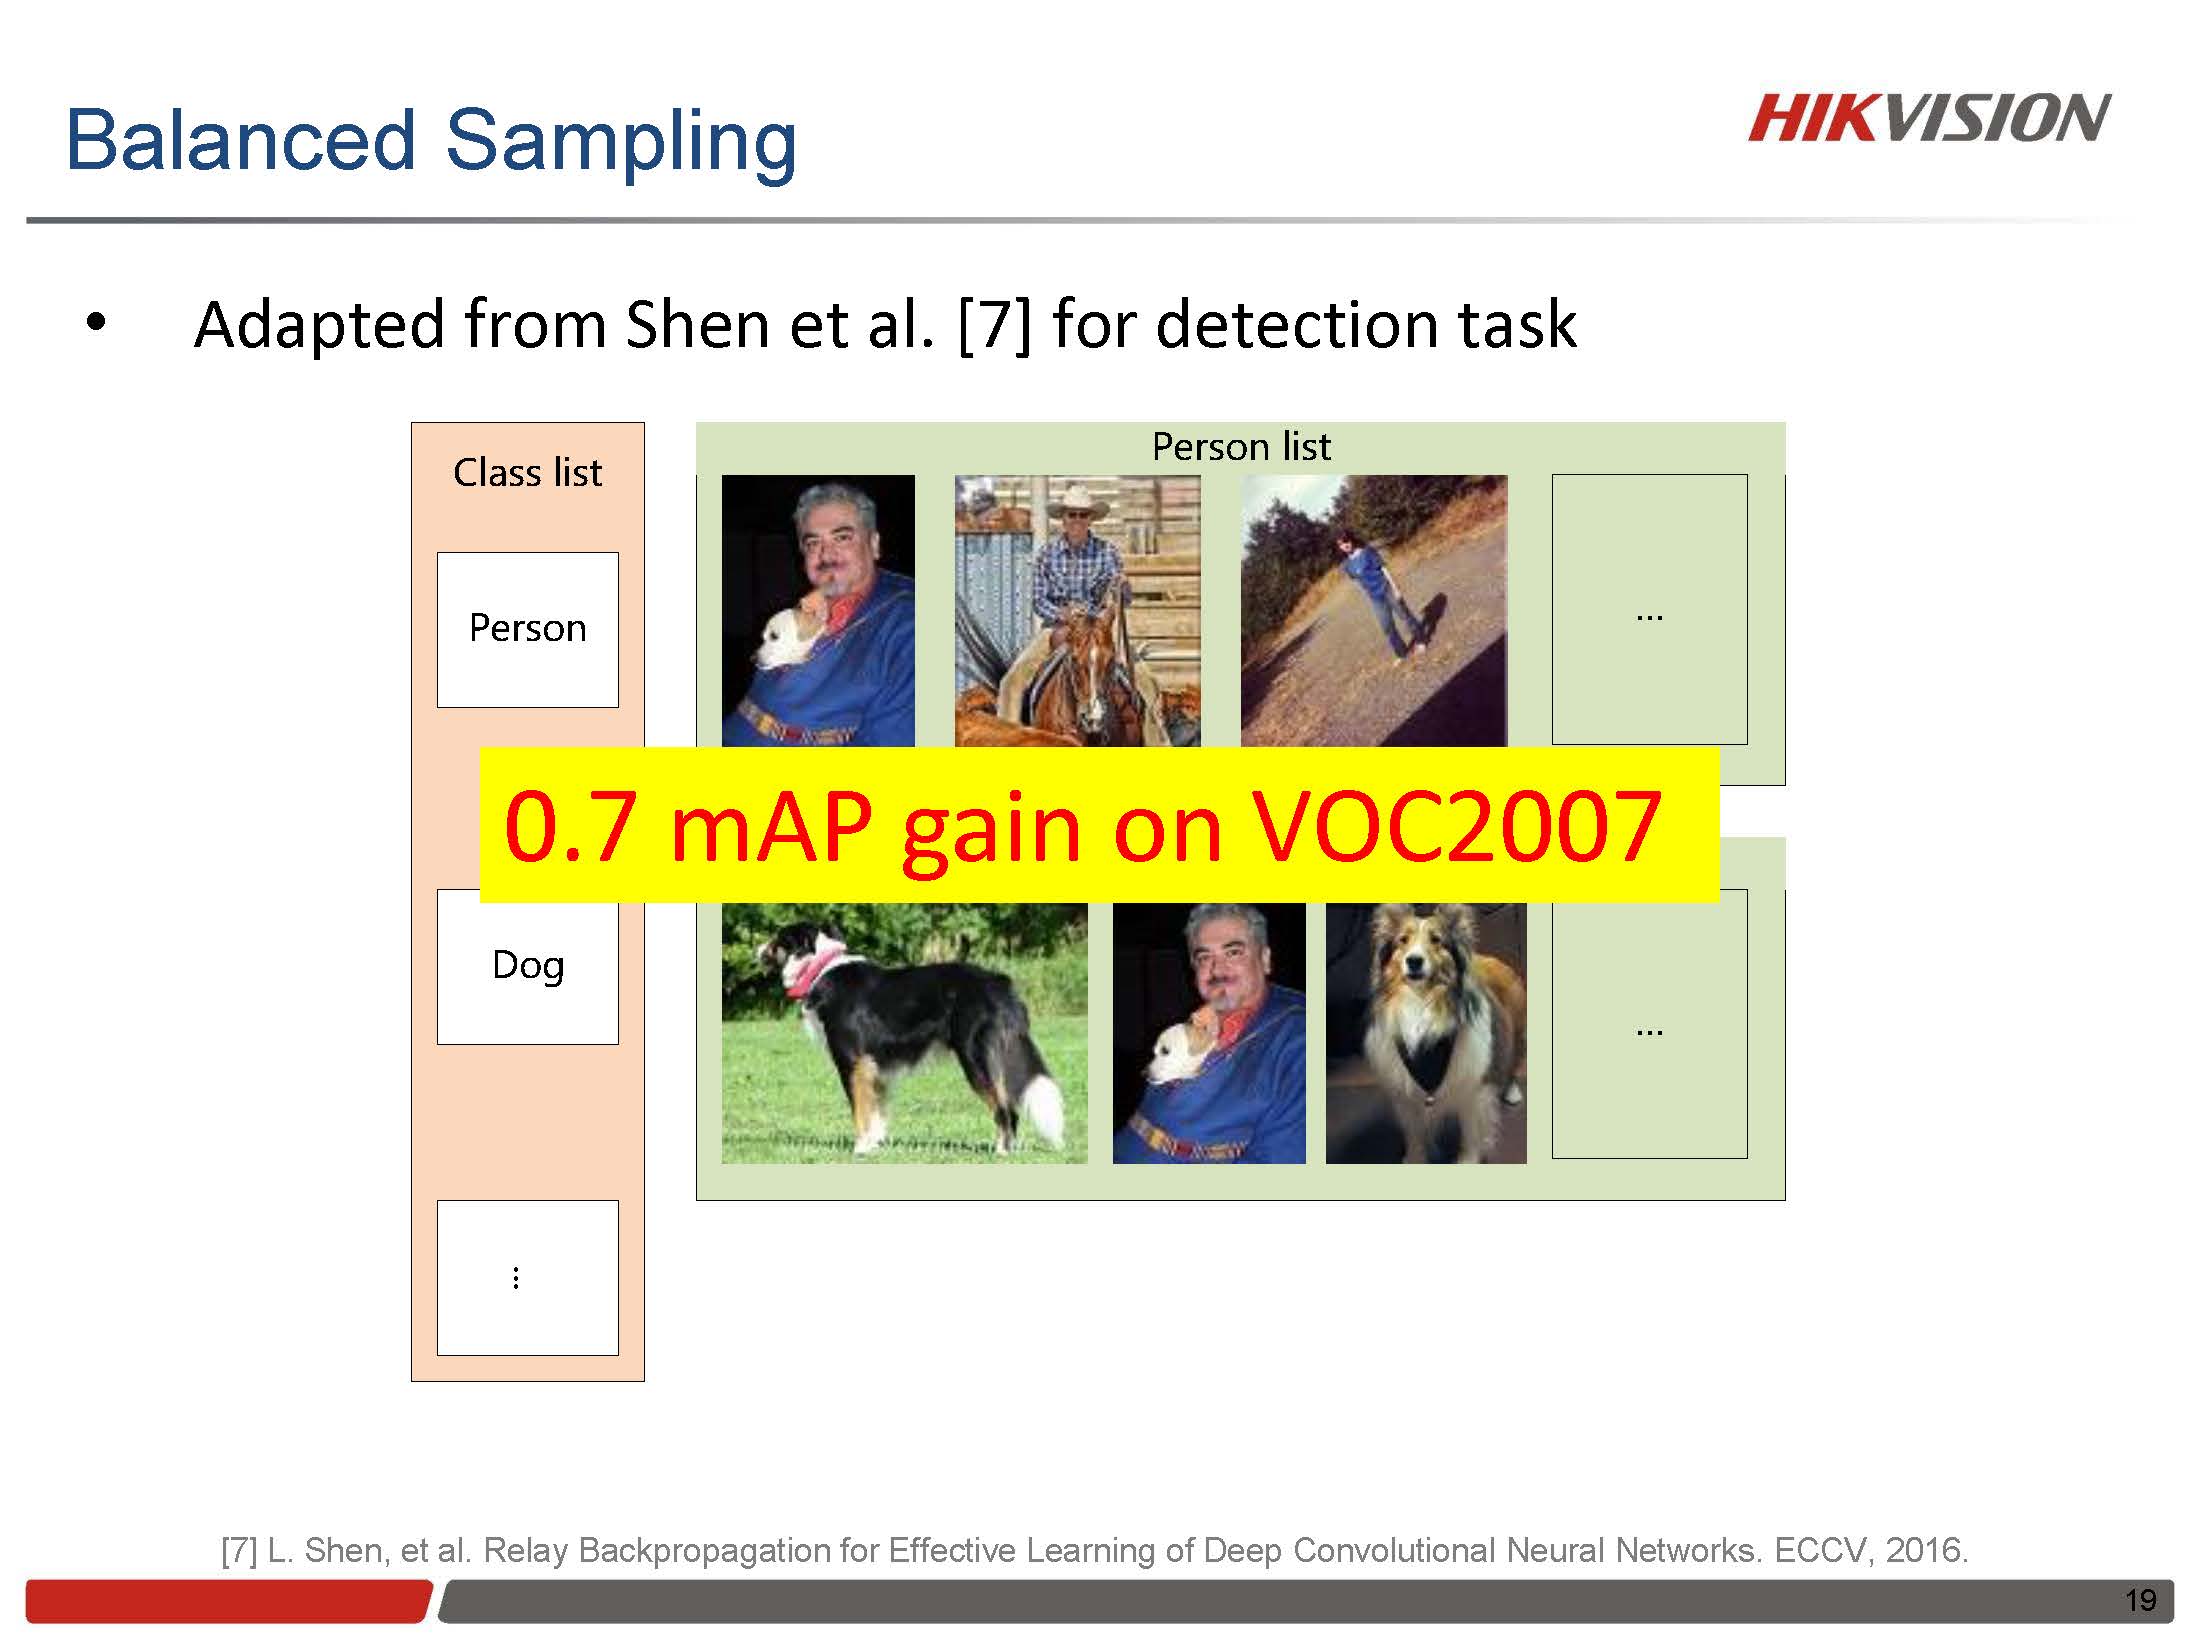 Balanced Sampling
HIKVISION
• Adapted from Shen et al. [7] for detection task
Class list
Person
Dog
...
Person list
...
0.7 mAP gain on VOC2007
...
[7] L. Shen, et al. Relay Backpropagation for Effective Learning of Deep Convolutional Neural Networks. ECCV, 2016.
19